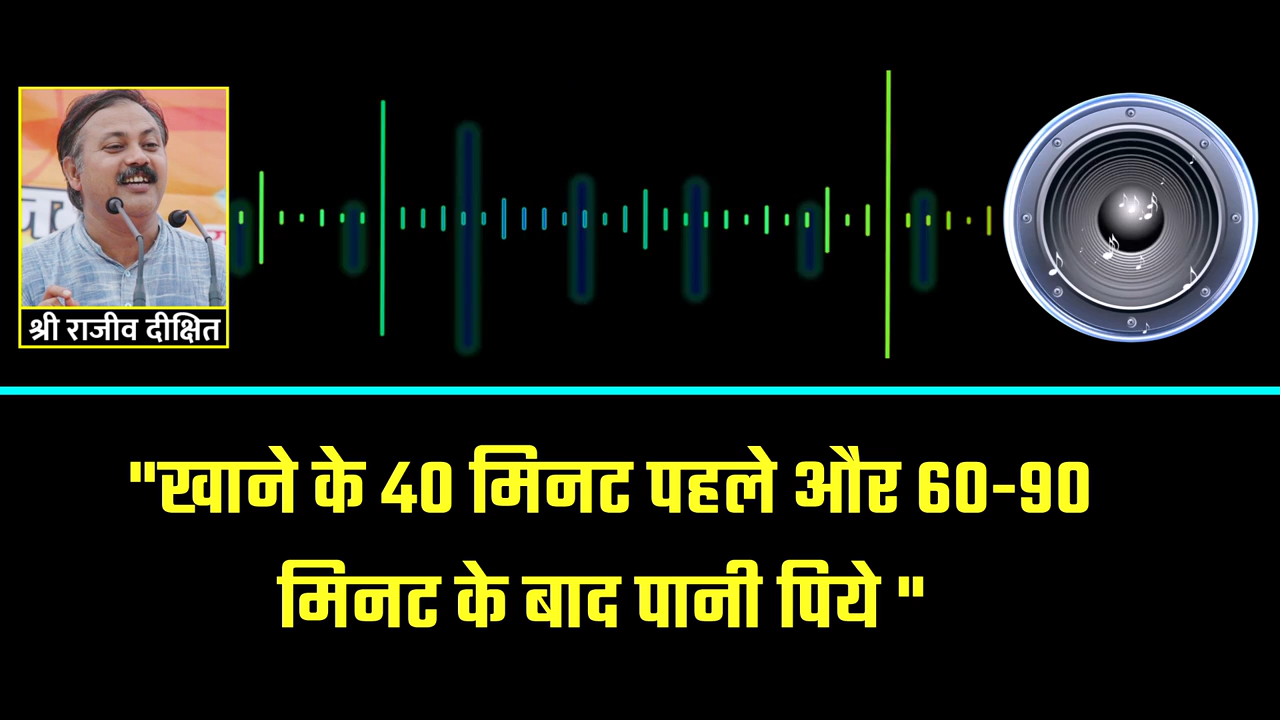 श्री राजीव दीक्षित
"खाने के 40 मिनट पहले और 60-90
मिनट के बाद पानी पिये "